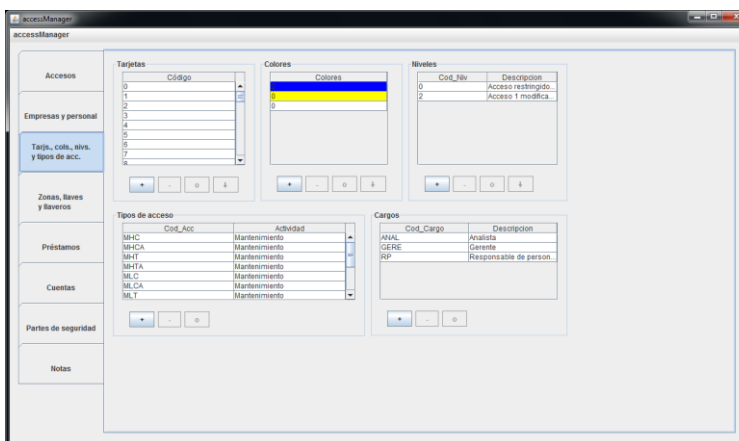 accessManager
accessManager
Accesos
Empresas y personal
Tarjs., cols., nivs.
y tipos de acc.
Zonas, llaves
y llaveros
Préstamos
Cuentas
Partes de seguridad
Notas
Tarjetas
Código
0
1
2
3
4
5
6
7
8
+ - o
Colores
Colores
0
0
+ - o
Niveles
Cod_Niv Descripcion
0 Acceso restringido...
2 Acceso 1 modifica...
+ - o
Tipos de acceso
Cod_Acc Actividad
MHC Mantenimiento
MHCA Mantenimiento
MHT Mantenimiento
MHTA Mantenimiento
MLC Mantenimiento
MLCA Mantenimiento
MLT Mantenimiento
+ - o
Cargos
Cod_Cargo Descripcion
ANAL Analista
GERE Gerente
RP Responsable de person...
+ - o